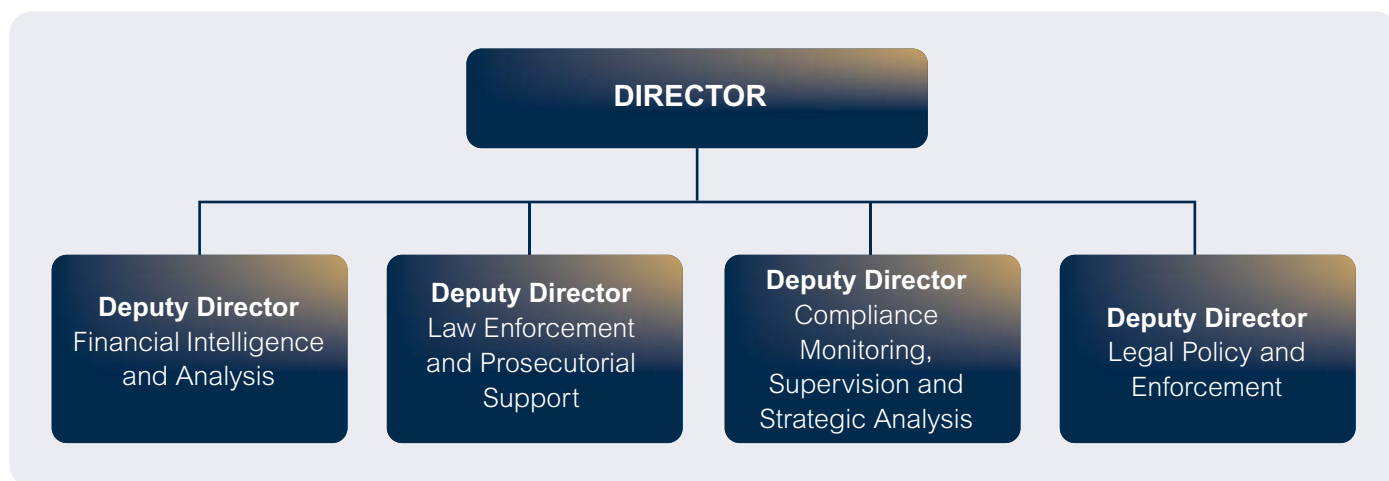 DIRECTOR
Deputy Director
Financial Intelligence
and Analysis
Deputy Director
Law Enforcement
and Prosecutorial
Support
Deputy Director
Compliance
Monitoring,
Supervision and
Strategic Analysis
Deputy Director
Legal Policy and
Enforcement